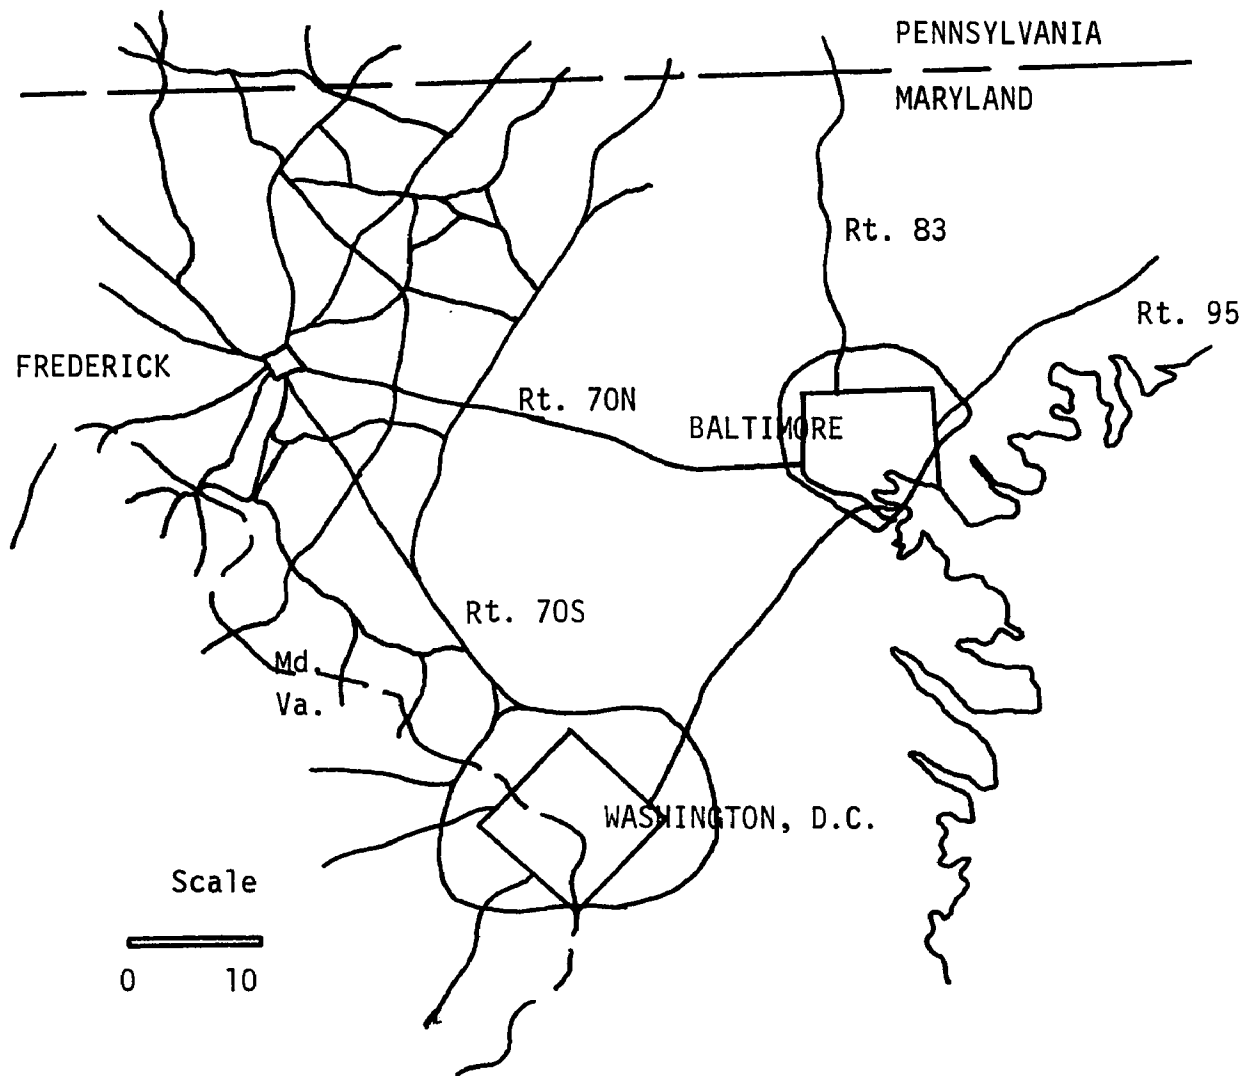 PENNSYLVANIA
MARYLAND
Rt. 83
Rt. 95
FREDERICK
Rt. 70N
BALTIMORE
Rt. 70S
Md.
Va.
WASHINGTON, D.C.
Scale
0 10